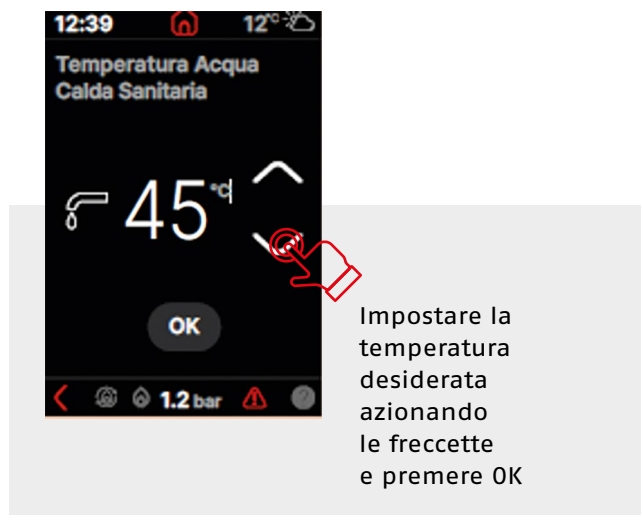 12:39 12°C
Temperatura Acqua
Calda Sanitaria
45°C
OK
1.2 bar
?
Impostare la
temperatura
desiderata
azionando
le freccette
e premere OK